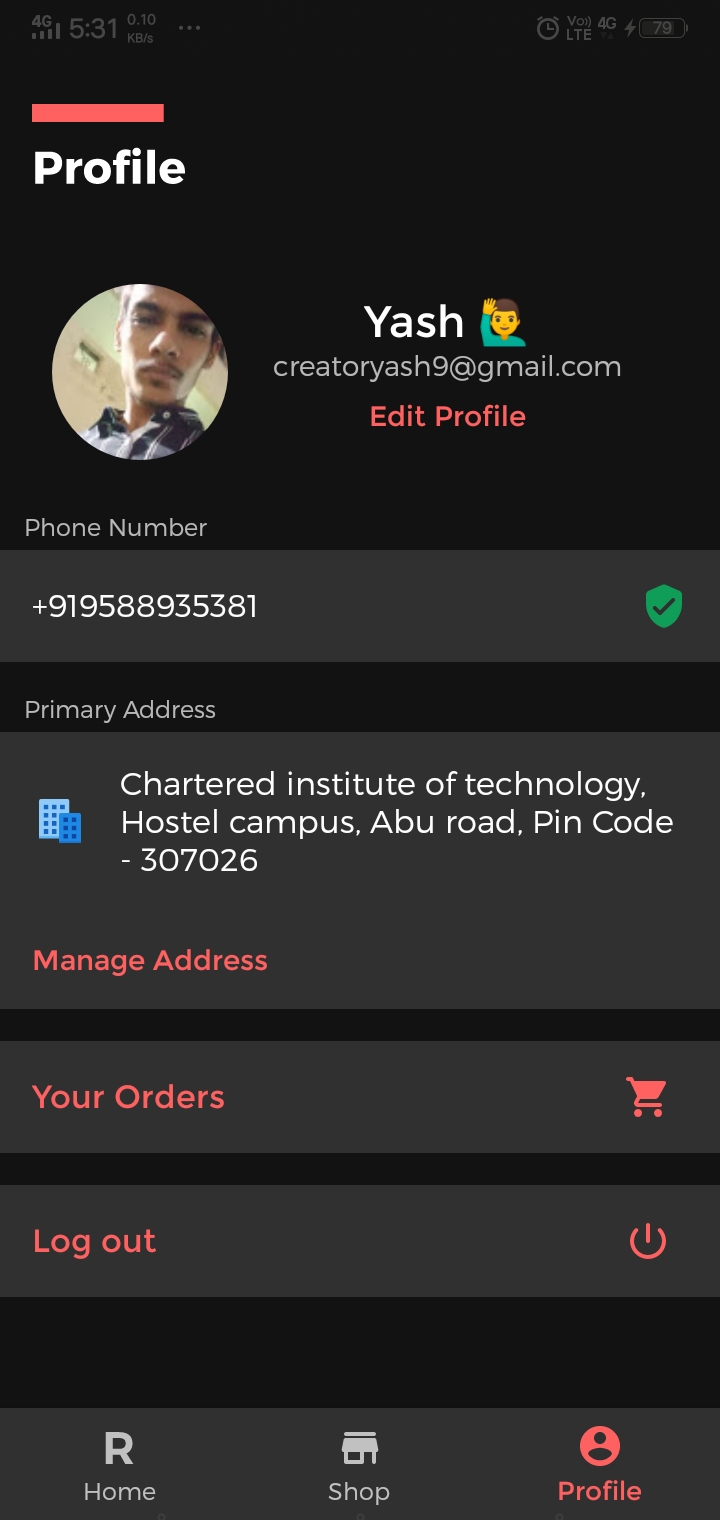 4G 5:31 0.10 KB/s ... Vo)) LTE 4G 79
Profile
Yash 🙋‍♂️
creatoryash9@gmail.com
Edit Profile
Phone Number
+919588935381
Primary Address
Chartered institute of technology,
Hostel campus, Abu road, Pin Code
- 307026
Manage Address
Your Orders
Log out
R
Home Shop Profile